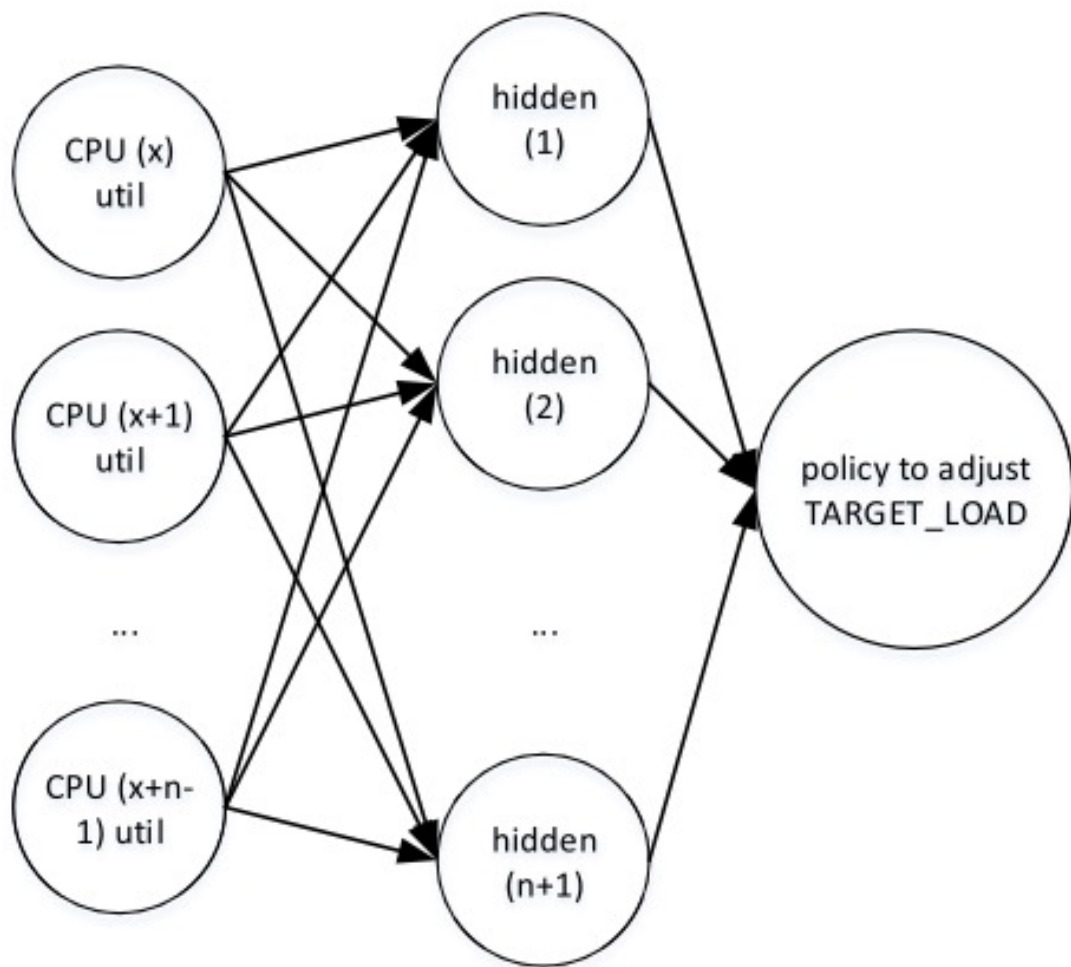 CPU (x)
util
CPU (x+1)
util
...
CPU (x+n-
1) util
hidden
(1)
hidden
(2)
...
hidden
(n+1)
policy to adjust
TARGET_LOAD